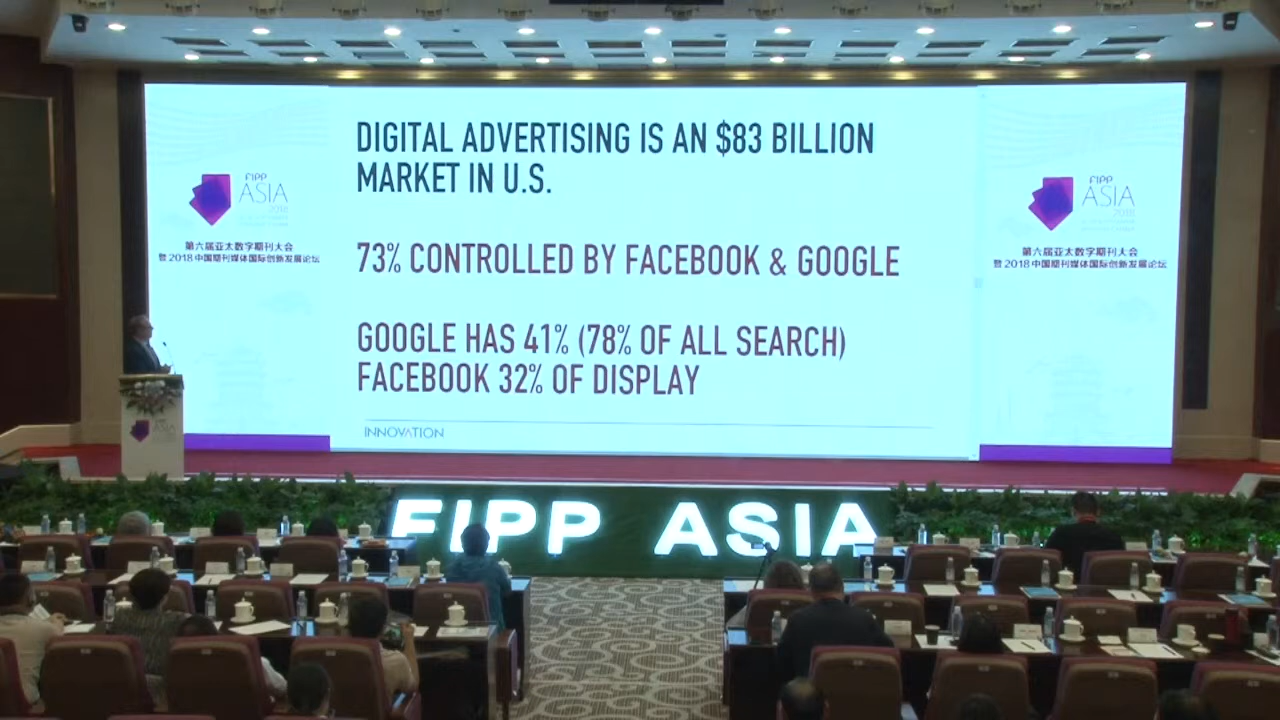 DIGITAL ADVERTISING IS AN $83 BILLION
MARKET IN U.S.
73% CONTROLLED BY FACEBOOK & GOOGLE
GOOGLE HAS 41% (78% OF ALL SEARCH)
FACEBOOK 32% OF DISPLAY
INNOVATION
FIPP
ASIA
2018
第六届亚太数字期刊大会
暨2018中国期刊媒体国际创新发展论坛
FIPP
ASIA
2018
第六届亚太数字期刊大会
暨2018中国期刊媒体国际创新发展论坛
ASIA
FIPP ASIA